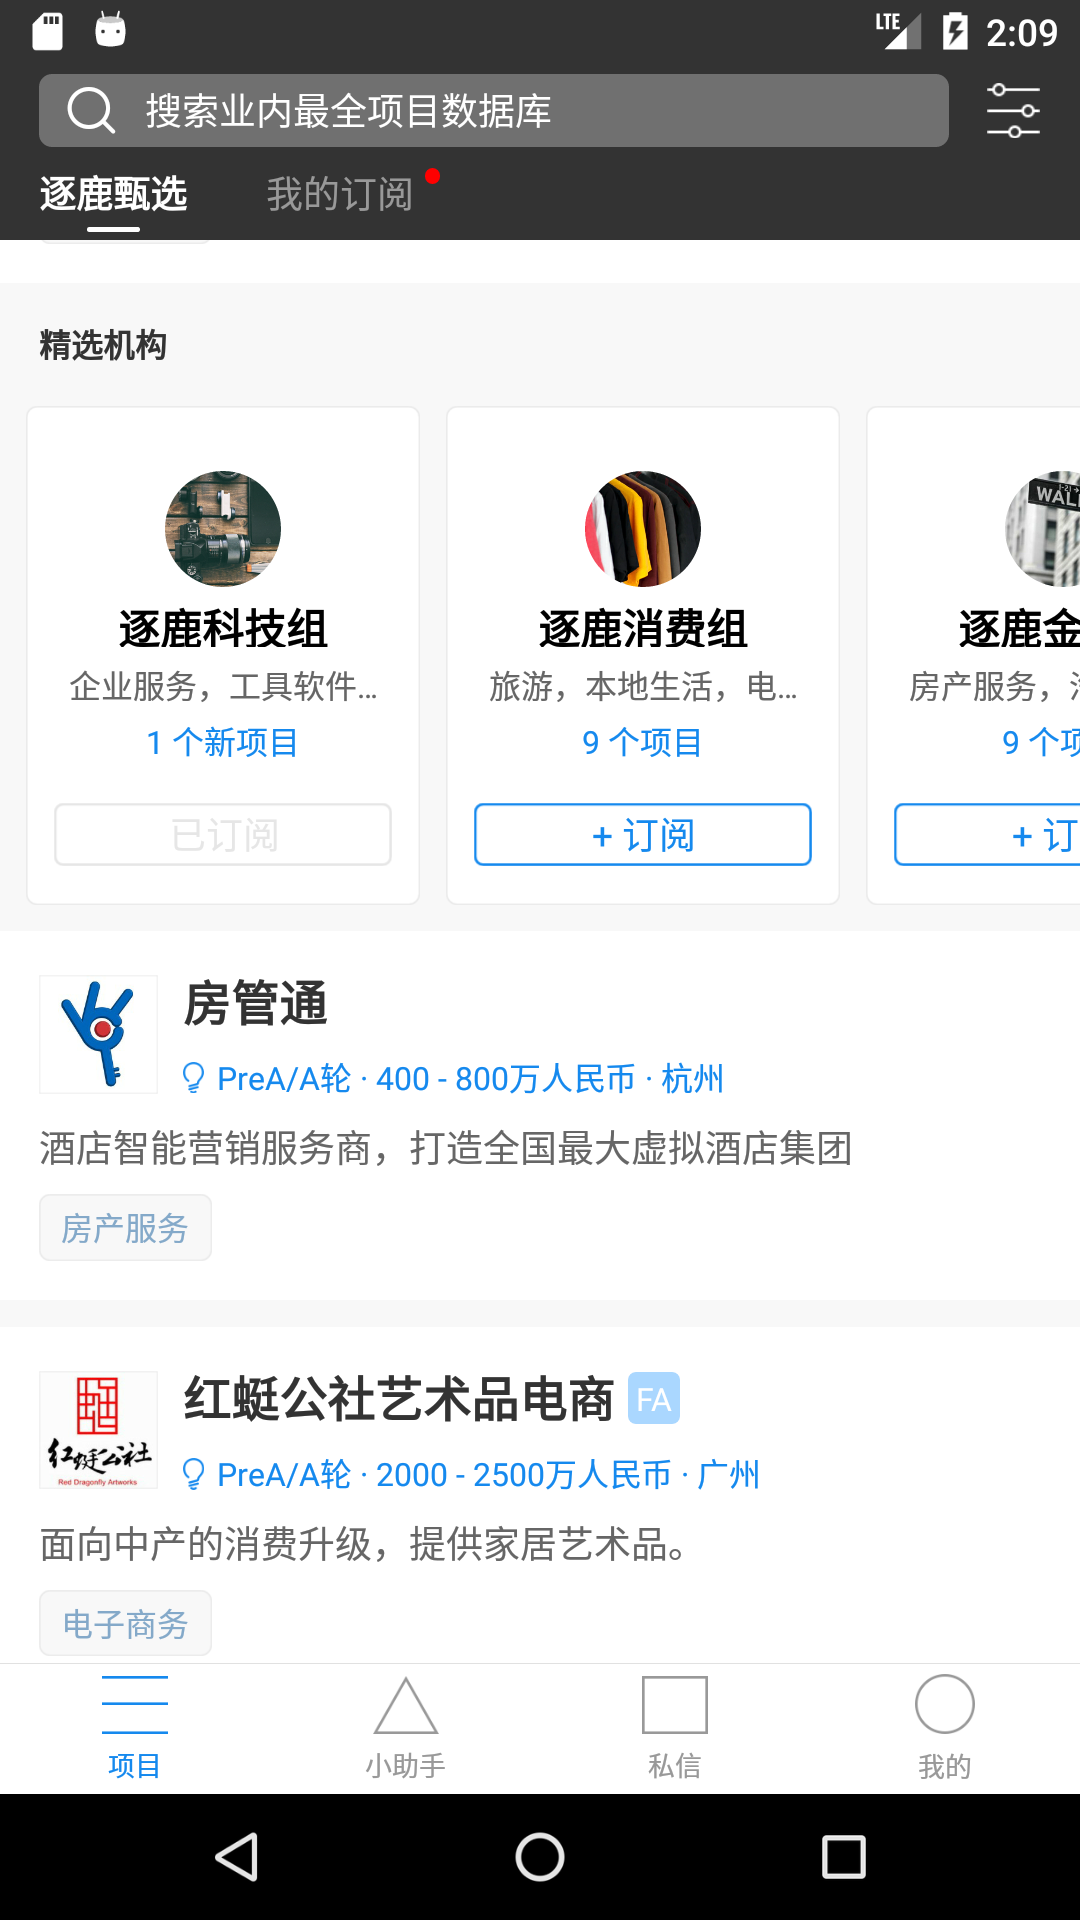 LTE 2:09
搜索业内最全项目数据库
逐鹿甄选 我的订阅
精选机构
WALL
逐鹿科技组 逐鹿消费组 逐鹿金
企业服务，工具软件... 旅游，本地生活，电...  房产服务，
1 个新项目 9 个项目 9 个项
已订阅 + 订阅 + 订
房管通
PreA/A轮 · 400 - 800万人民币 · 杭州
酒店智能营销服务商，打造全国最大虚拟酒店集团
房产服务
红蜓公社艺术品电商 FA
红蜓公社
Red Dragonfly Artworks
PreA/A轮 · 2000 - 2500万人民币 · 广州
面向中产的消费升级，提供家居艺术品。
电子商务
项目 小助手 私信 我的